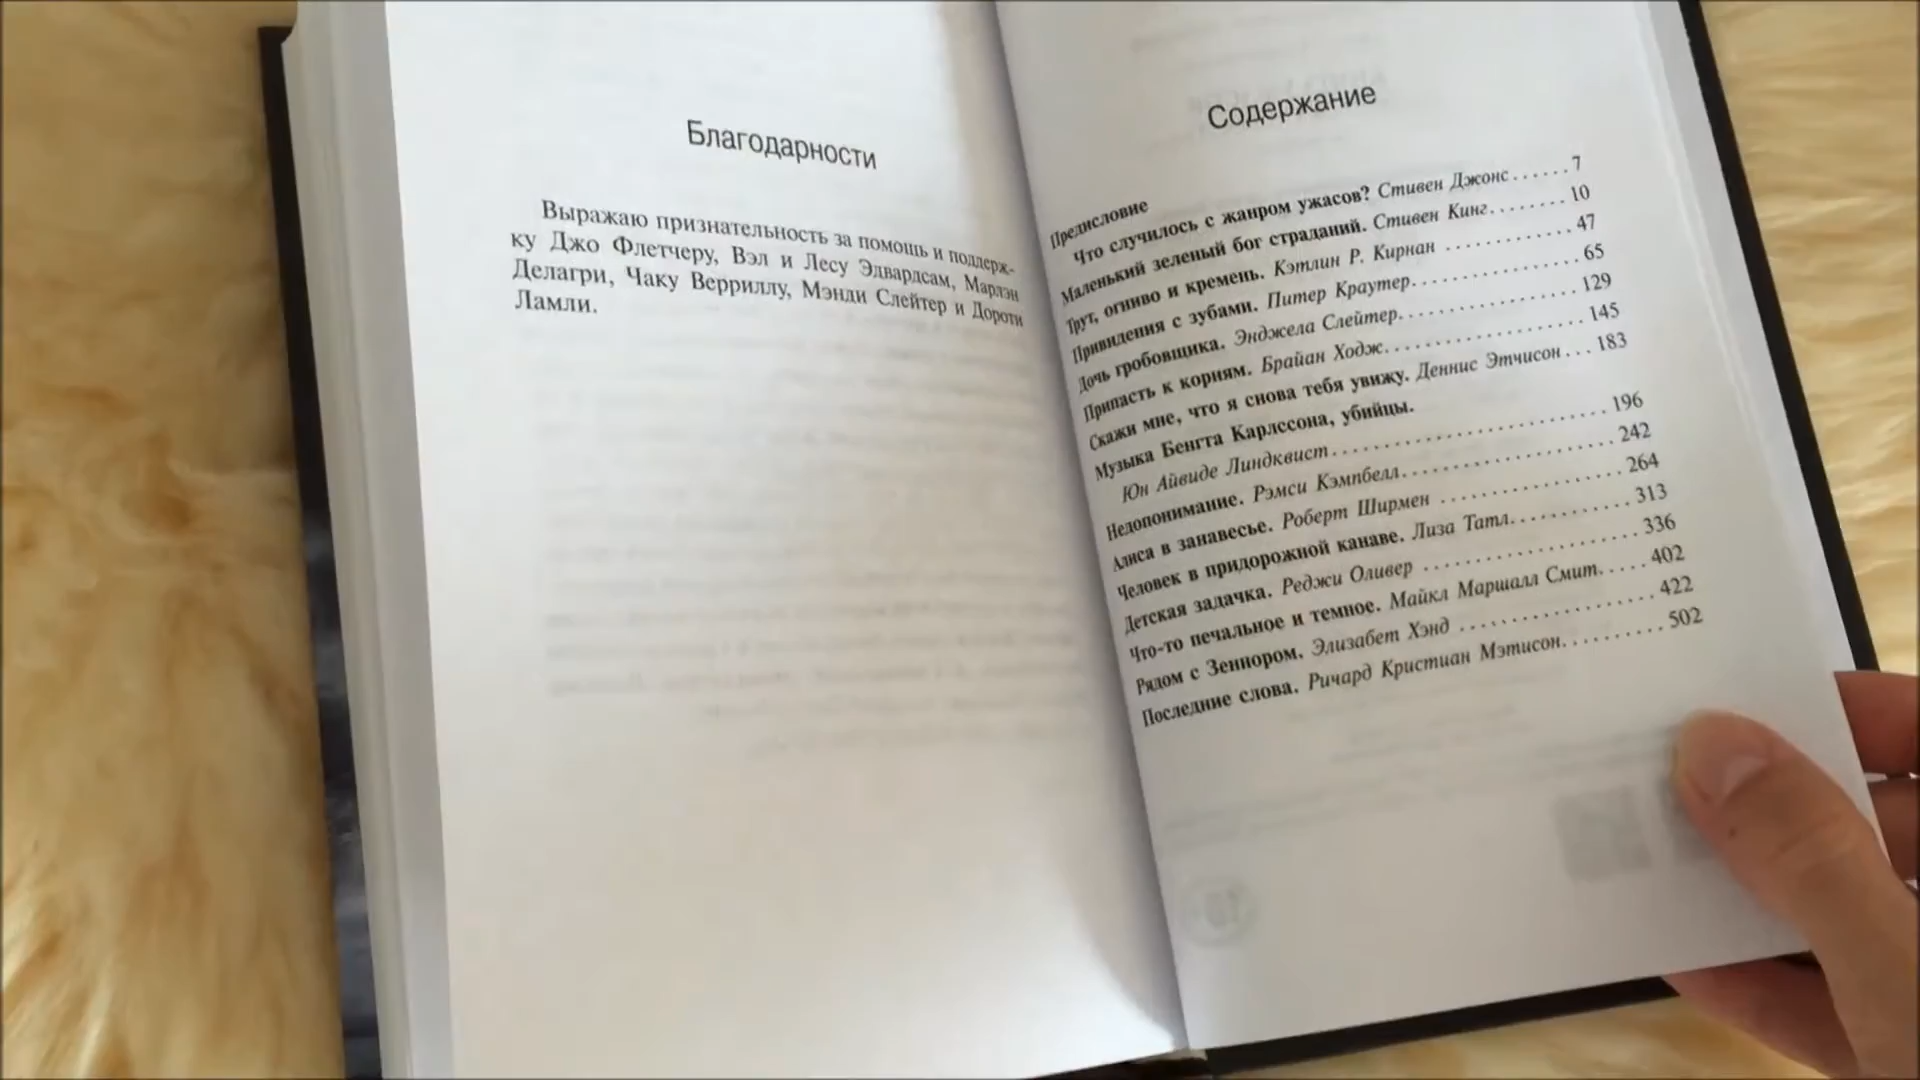 Благодарности
Выражаю признательность за помощь и поддерж-
ку Джо Флетчеру, Вэл и Лесу Эдвардсам, Марлэн
Делагри, Чаку Верриллу, Мэнди Слейтер и Дороти
Ламли.
Содержание
Предисловие
Что случилось с жанром ужасов? Стивен Джонс......7
Маленький зеленый бог страданий. Стивен Кинг........10
Трут, огниво и кремень. Кэтлин Р. Кирнан .............47
Привидения с зубами. Питер Краутер..................65
Дочь гробовщика. Энджела Слейтер...................129
Припасть к корням. Брайан Ходж.....................145
Скажи мне, что я снова тебя увижу. Деннис Этчисон...183
Музыка Бенгта Карлссона, убийцы.
Юн Айвиде Линдквист............................196
Недопонимание. Рэмси Кэмпбелл......................242
Алиса в занавесье. Роберт Ширмен ...................264
Человек в придорожной канаве. Лиза Татл............313
Детская задачка. Реджи Оливер ......................336
Что-то печальное и темное. Майкл Маршалл Смит.....402
Рядом с Зеннором. Элизабет Хэнд ....................422
Последние слова. Ричард Кристиан Мэтисон..........502